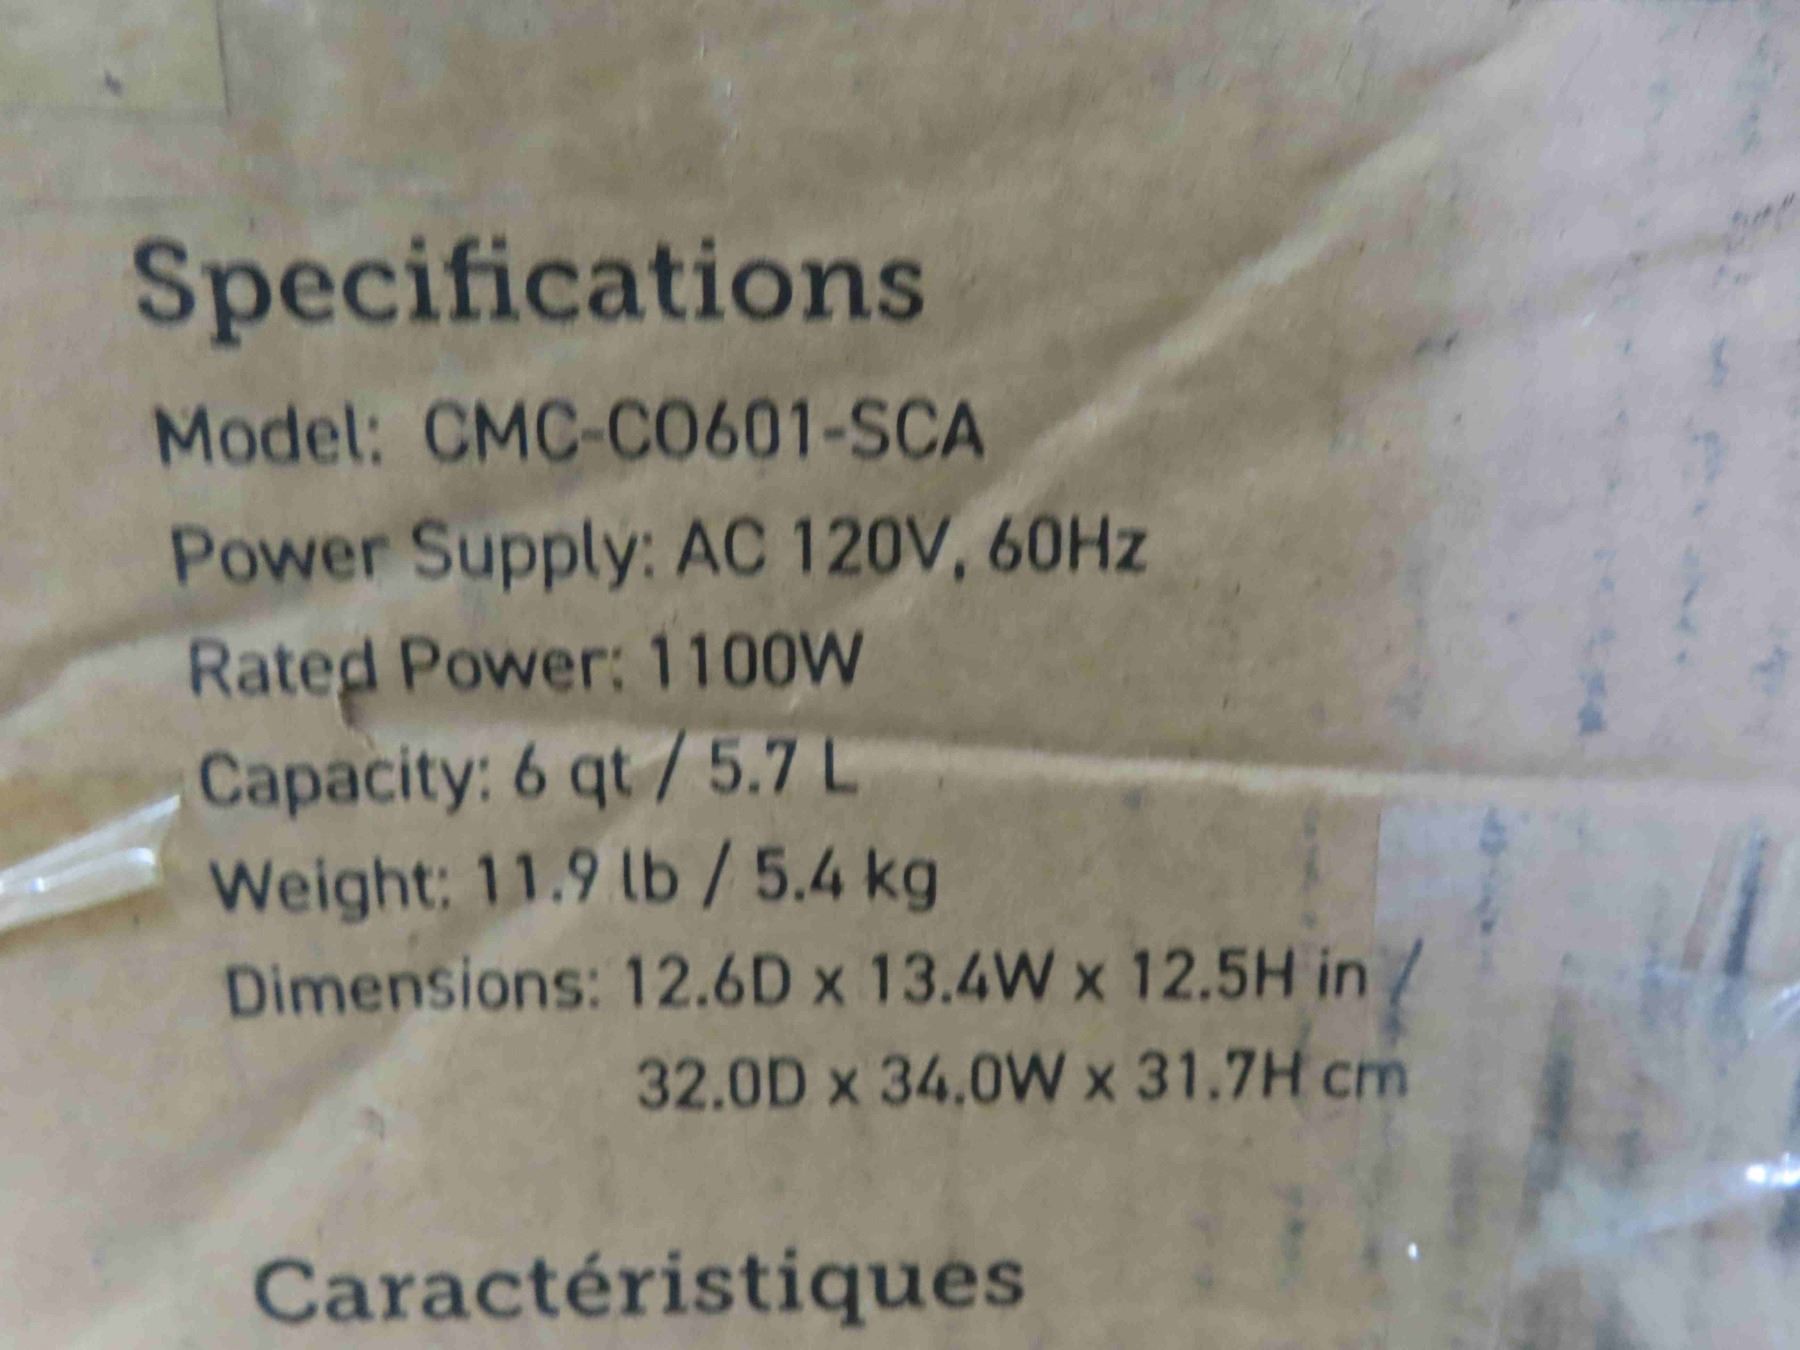 Specifications
Model: CMC-CO601-SCA
Power Supply: AC 120V, 60Hz
Rated Power: 1100W
Capacity: 6 qt / 5.7 L
Weight: 11.9 lb / 5.4 kg
Dimensions: 12.6D x 13.4W x 12.5H in /
32.0D x 34.0W x 31.7H cm
Caractéristiques